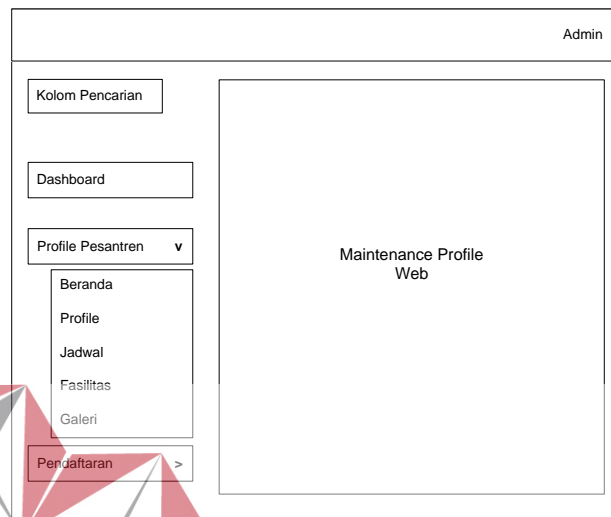 Admin
Kolom Pencarian
Dashboard
Profile Pesantren v
Beranda
Profile
Jadwal
Fasilitas
Galeri
Pendaftaran >
Maintenance Profile
Web